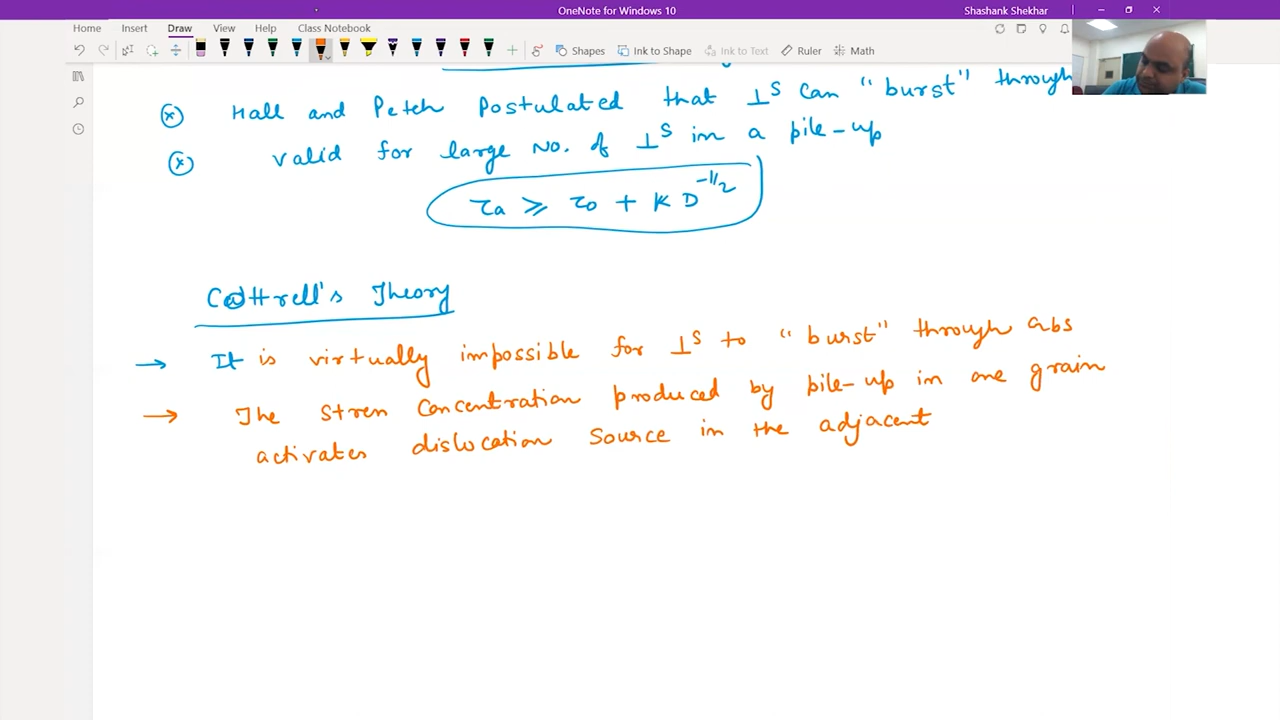 OneNote for Windows 10
Shashank Shekhar
Home Insert Draw View Help Class Notebook
Shapes Ink to Shape Ink to Text Ruler Math
Hall and Petch Postulated that ⊥s can "burst" through
valid for large No. of ⊥s in a pile-up
τa ⩾ τ0 + K D^-1/2
Cottrell's Theory
→ It is virtually impossible for ⊥s to "burst" through gbs
→ The stress concentration produced by pile-up in one grain
activates dislocation source in the adjacent